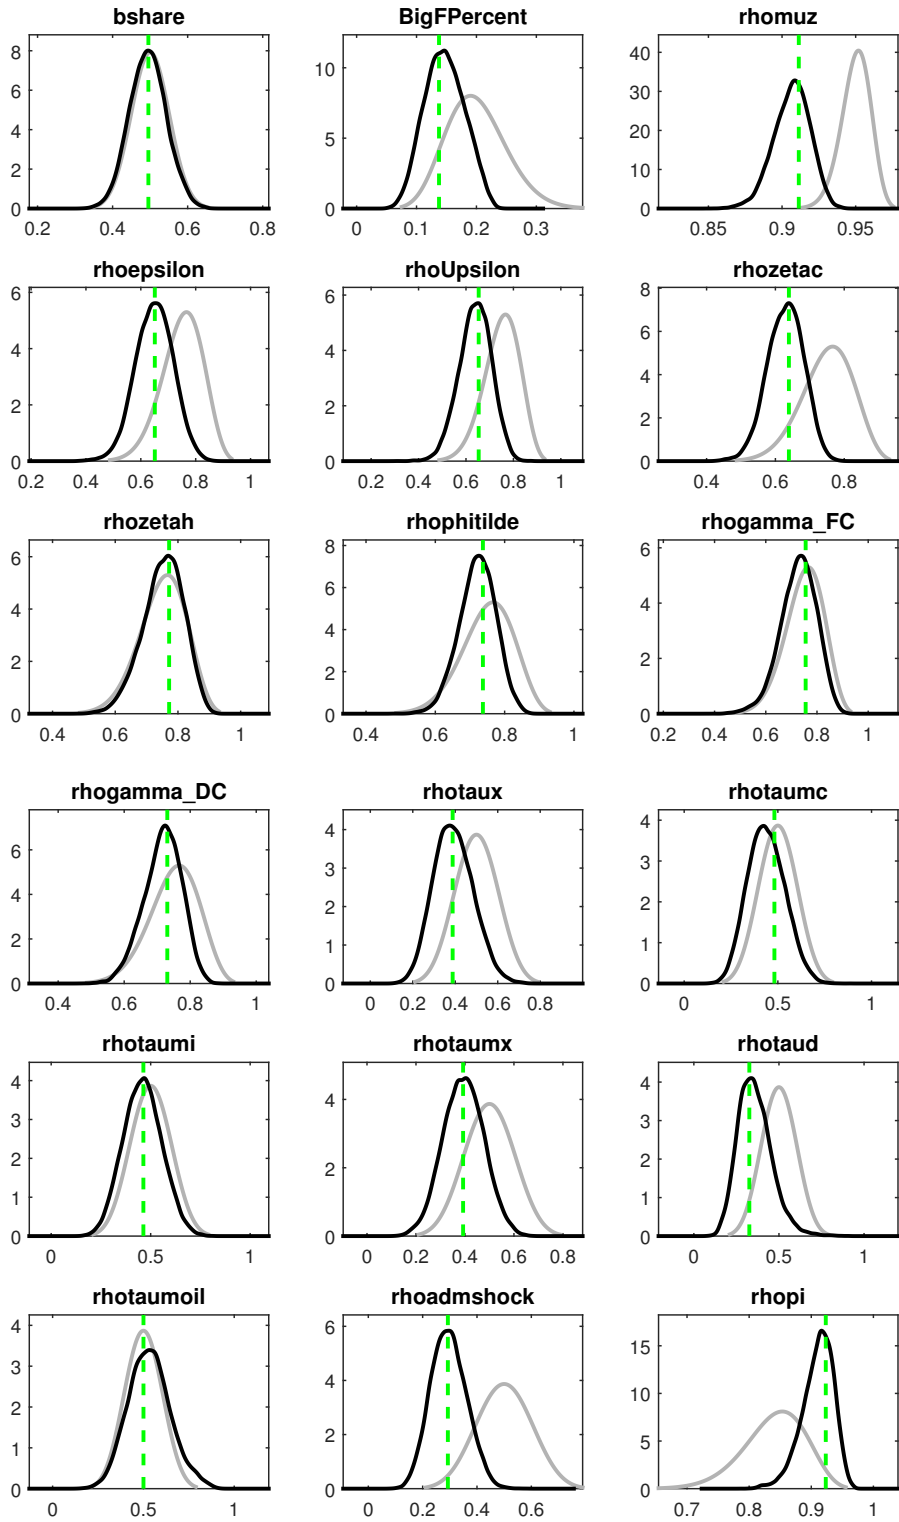 bshare BigFPercent rhomuz
8 10 40
6 30
4 5 20
2 10
0 0 0
0.2 0.4 0.6 0.8 0 0.1 0.2 0.3 0.85 0.9 0.95
rhoepsilon rhoUpsilon rhozetac
6 6 8
4 4 6
2 2 4
2
0 0 0
0.2 0.4 0.6 0.8 1 0.2 0.4 0.6 0.8 1 0.4 0.6 0.8
rhozetah rhophitilde rhogamma_FC
6 8 6
4 6 4
2 4 2
2
0 0 0
0.4 0.6 0.8 1 0.4 0.6 0.8 1 0.2 0.4 0.6 0.8 1
rhogamma_DC rhotaux rhotaumc
6 4 4
4 3 3
2 2 2
1 1
0 0 0
0.4 0.6 0.8 1 0 0.2 0.4 0.6 0.8 0 0.5 1
rhotaumi rhotaumx rhotaud
4 4 4
3 3
2 2 2
1 1
0 0 0
0 0.5 1 0 0.2 0.4 0.6 0.8 0 0.5 1
rhotaumoil rhoadmshock rhopi
4 6 15
3 4 10
2 2 5
1
0 0 0
0 0.5 1 0 0.2 0.4 0.6 0.7 0.8 0.9 1